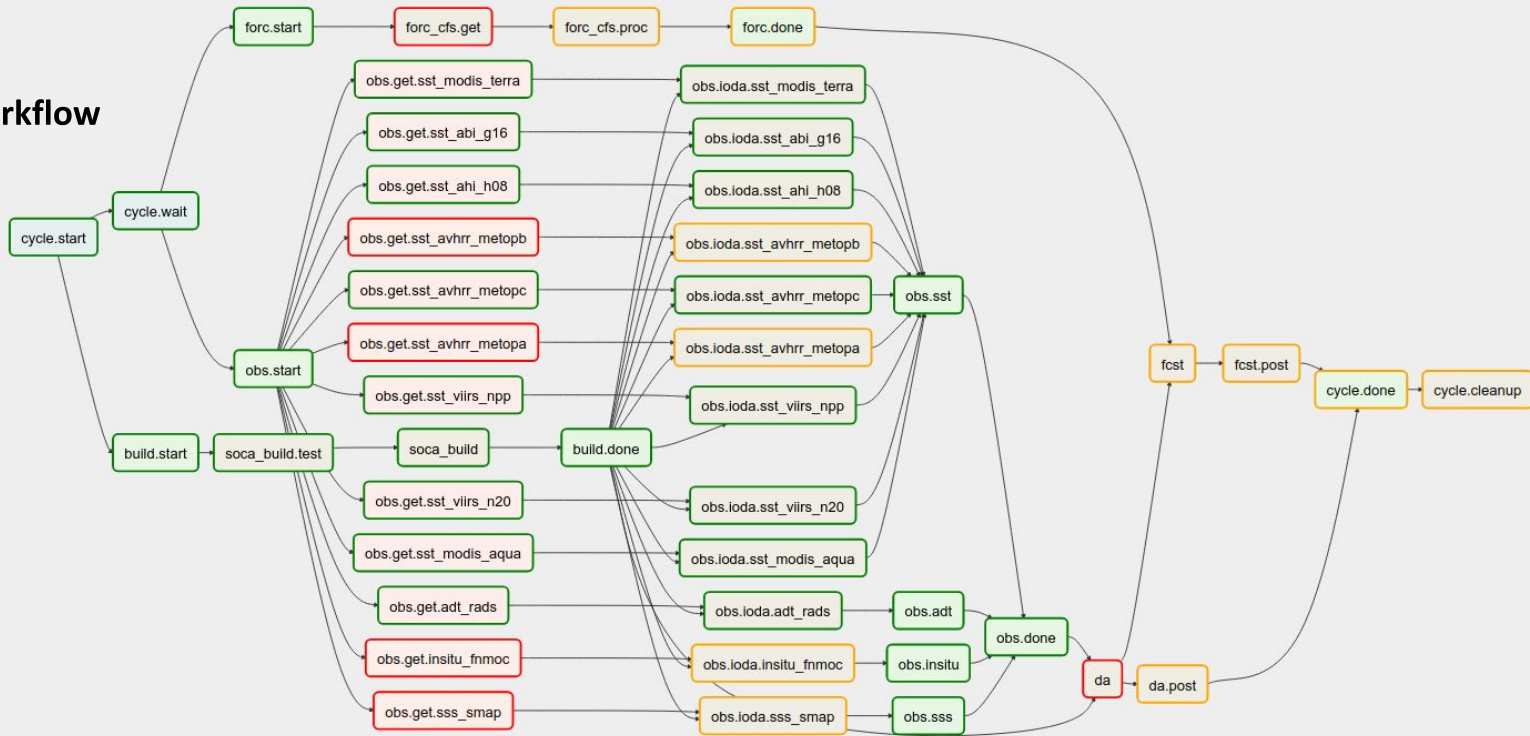 forc.start
forc_cfs.get
forc_cfs.proc
forc.done
obs.get.sst_modis_terra
obs.ioda.sst_modis_terra
rkflow
obs.get.sst_abi_g16
obs.ioda.sst_abi_g16
obs.get.sst_ahi_h08
obs.ioda.sst_ahi_h08
cycle.wait
cycle.start
obs.get.sst_avhrr_metopb
obs.ioda.sst_avhrr_metopb
obs.get.sst_avhrr_metopc
obs.ioda.sst_avhrr_metopc
obs.sst
obs.get.sst_avhrr_metopa
obs.ioda.sst_avhrr_metopa
obs.start
fcst
fcst.post
cycle.done
cycle.cleanup
obs.get.sst_viirs_npp
obs.ioda.sst_viirs_npp
build.start
soca_build.test
soca_build
build.done
obs.get.sst_viirs_n20
obs.ioda.sst_viirs_n20
obs.get.sst_modis_aqua
obs.ioda.sst_modis_aqua
obs.get.adt_rads
obs.ioda.adt_rads
obs.adt
obs.done
obs.get.insitu_fnmoc
obs.ioda.insitu_fnmoc
obs.insitu
da
da.post
obs.get.sss_smap
obs.ioda.sss_smap
obs.sss